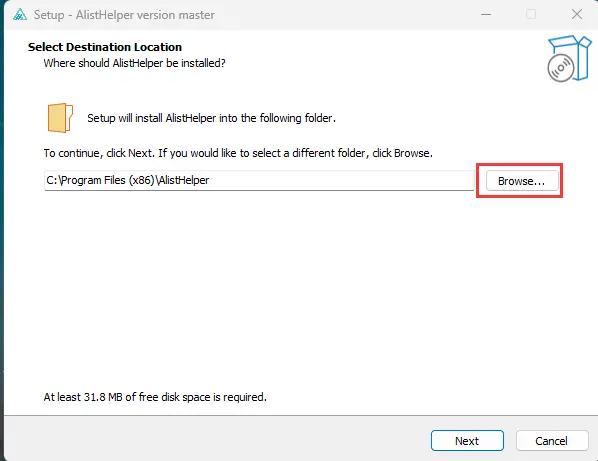 Setup - AlistHelper version master
Select Destination Location
Where should AlistHelper be installed?
Setup will install AlistHelper into the following folder.
To continue, click Next. If you would like to select a different folder, click Browse.
C:\Program Files (x86)\AlistHelper
Browse...
At least 31.8 MB of free disk space is required.
Next
Cancel